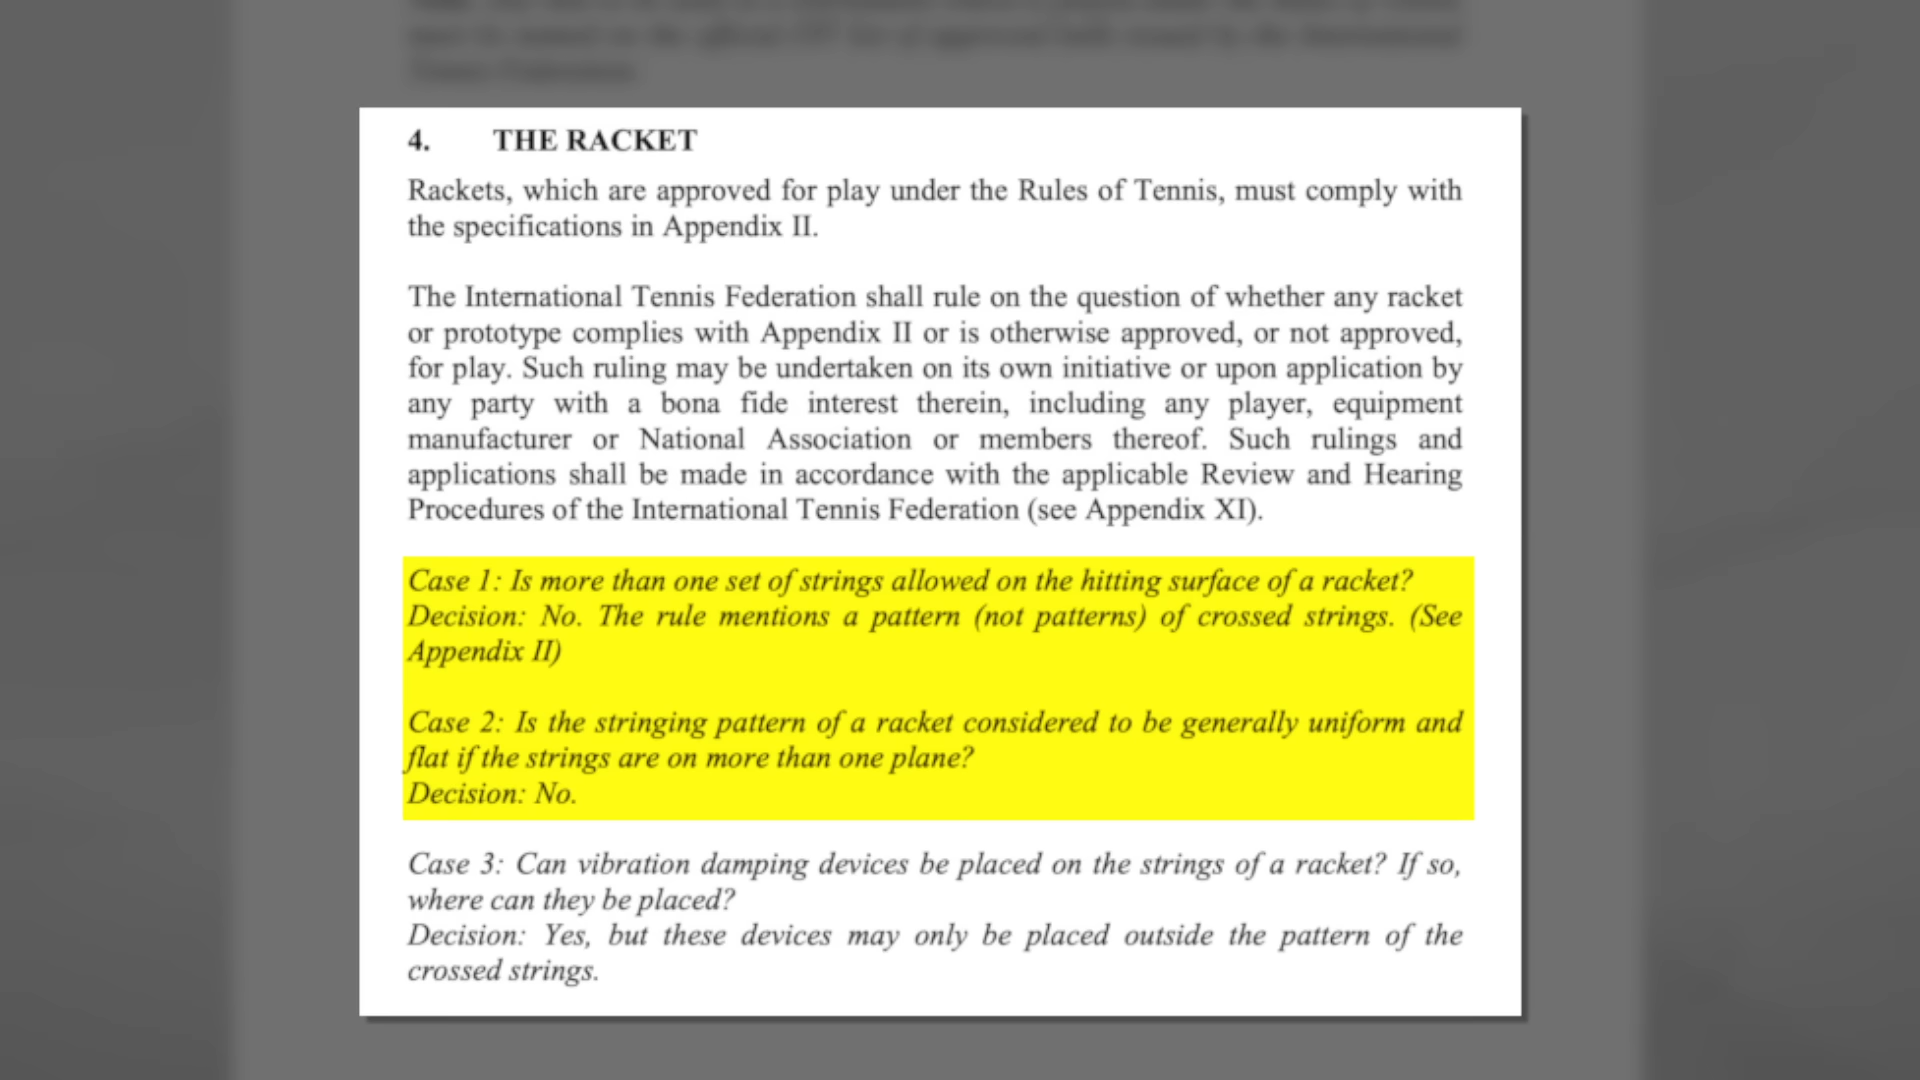 4. THE RACKET
Rackets, which are approved for play under the Rules of Tennis, must comply with
the specifications in Appendix II.
The International Tennis Federation shall rule on the question of whether any racket
or prototype complies with Appendix II or is otherwise approved, or not approved,
for play. Such ruling may be undertaken on its own initiative or upon application by
any party with a bona fide interest therein, including any player, equipment
manufacturer or National Association or members thereof. Such rulings and
applications shall be made in accordance with the applicable Review and Hearing
Procedures of the International Tennis Federation (see Appendix XI).
Case 1: Is more than one set of strings allowed on the hitting surface of a racket?
Decision: No. The rule mentions a pattern (not patterns) of crossed strings. (See
Appendix II)
Case 2: Is the stringing pattern of a racket considered to be generally uniform and
flat if the strings are on more than one plane?
Decision: No.
Case 3: Can vibration damping devices be placed on the strings of a racket? If so,
where can they be placed?
Decision: Yes, but these devices may only be placed outside the pattern of the
crossed strings.